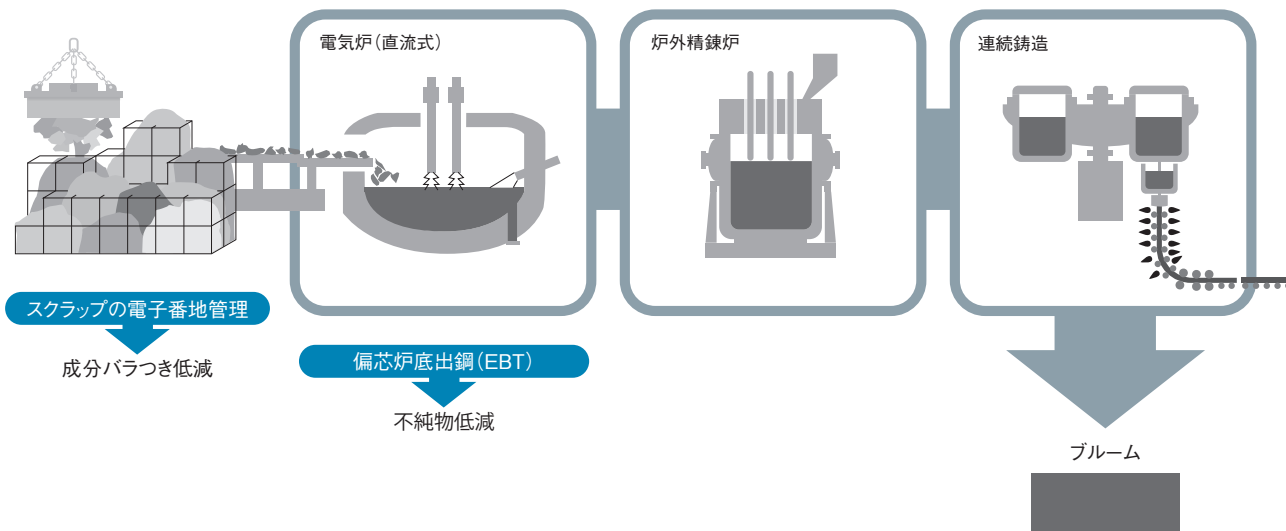 電気炉（直流式）
炉外精錬炉
連続鋳造
スクラップの電子番地管理
成分バラつき低減
偏芯炉底出鋼（EBT）
不純物低減
ブルーム